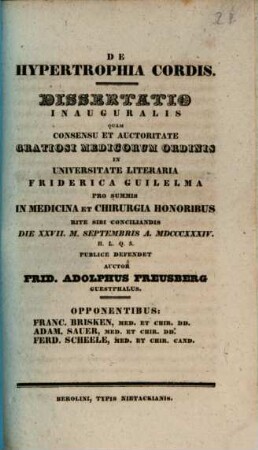 DE
HYPERTROPHIA CORDIS.
DISSERTATIO
INAUGURALIS
QUAM
CONSENSU ET AUCTORITATE
GRATIOSI MEDICORUM ORDINIS
IN
UNIVERSITATE LITERARIA
FRIDERICA GUILELMA
PRO SUMMIS
IN MEDICINA ET CHIRURGIA HONORIBUS
RITE SIBI CONCILIANDIS
DIE XXVII. M. SEPTEMBRIS A. MDCCCXXXIV.
H. L. Q. S.
PUBLICE DEFENDET
AUCTOR
FRID. ADOLPHUS FREUSBERG
GUESTPHALUS.
OPPONENTIBUS:
FRANC. BRISKEN, MED. ET CHIR. DD.
ADAM. SAUER, MED. ET CHIR. DD.
FERD. SCHEELE, MED. ET CHIR. CAND.
BEROLINI, TYPIS NIETACKIANIS.